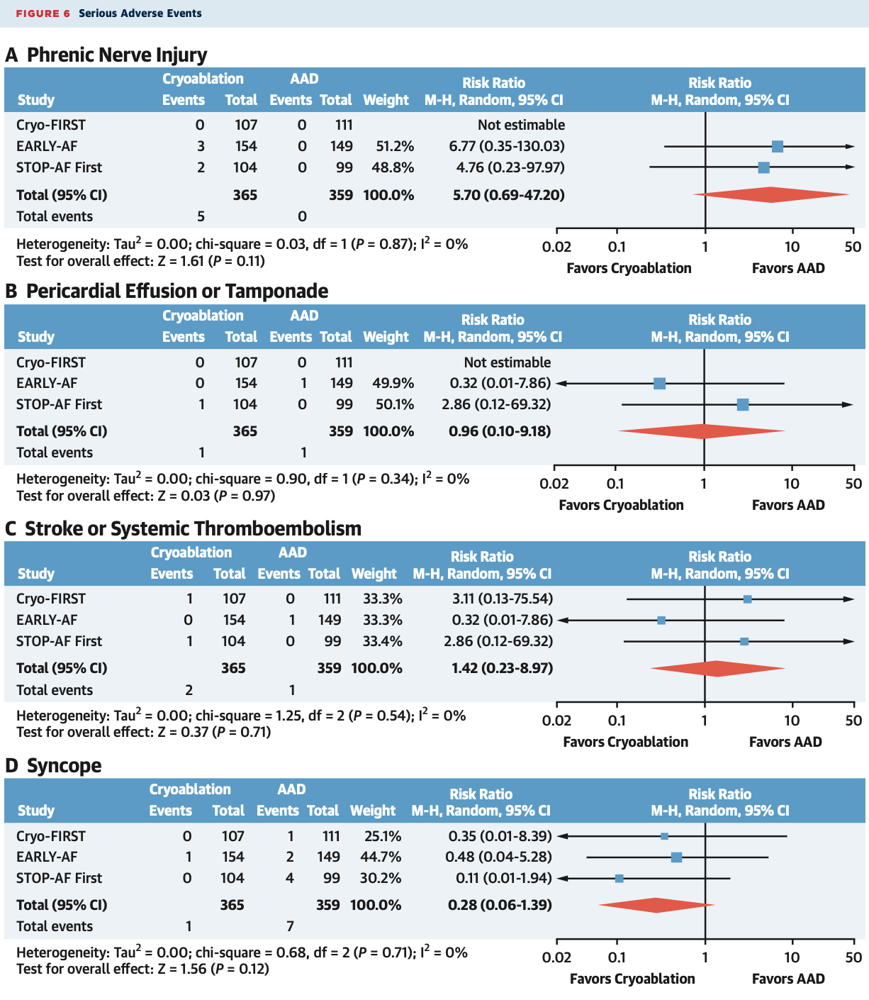 FIGURE 6 Serious Adverse Events
A Phrenic Nerve Injury
Cryoablation AAD Risk Ratio Risk Ratio
Study Events Total Events Total Weight M-H, Random, 95% CI M-H, Random, 95% CI
Cryo-FIRST 0 107 0 111 Not estimable
EARLY-AF 3 154 0 149 51.2% 6.77 (0.35-130.03)
STOP-AF First 2 104 0 99 48.8% 4.76 (0.23-97.97)
Total (95% CI) 365 359 100.0% 5.70 (0.69-47.20)
Total events 5 0
Heterogeneity: Tau² = 0.00; chi-square = 0.03, df = 1 (P = 0.87); I² = 0%
Test for overall effect: Z = 1.61 (P = 0.11)
0.02 0.1 1 10 50
Favors Cryoablation Favors AAD
B Pericardial Effusion or Tamponade
Cryoablation AAD Risk Ratio Risk Ratio
Study Events Total Events Total Weight M-H, Random, 95% CI M-H, Random, 95% CI
Cryo-FIRST 0 107 0 111 Not estimable
EARLY-AF 0 154 1 149 49.9% 0.32 (0.01-7.86)
STOP-AF First 1 104 0 99 50.1% 2.86 (0.12-69.32)
Total (95% CI) 365 359 100.0% 0.96 (0.10-9.18)
Total events 1 1
Heterogeneity: Tau² = 0.00; chi-square = 0.90, df = 1 (P = 0.34); I² = 0%
Test for overall effect: Z = 0.03 (P = 0.97)
0.02 0.1 1 10 50
Favors Cryoablation Favors AAD
C Stroke or Systemic Thromboembolism
Cryoablation AAD Risk Ratio Risk Ratio
Study Events Total Events Total Weight M-H, Random, 95% CI M-H, Random, 95% CI
Cryo-FIRST 1 107 0 111 33.3% 3.11 (0.13-75.54)
EARLY-AF 0 154 1 149 33.3% 0.32 (0.01-7.86)
STOP-AF First 1 104 0 99 33.4% 2.86 (0.12-69.32)
Total (95% CI) 365 359 100.0% 1.42 (0.23-8.97)
Total events 2 1
Heterogeneity: Tau² = 0.00; chi-square = 1.25, df = 2 (P = 0.54); I² = 0%
Test for overall effect: Z = 0.37 (P = 0.71)
0.02 0.1 1 10 50
Favors Cryoablation Favors AAD
D Syncope
Cryoablation AAD Risk Ratio Risk Ratio
Study Events Total Events Total Weight M-H, Random, 95% CI M-H, Random, 95% CI
Cryo-FIRST 0 107 1 111 25.1% 0.35 (0.01-8.39)
EARLY-AF 1 154 2 149 44.7% 0.48 (0.04-5.28)
STOP-AF First 0 104 4 99 30.2% 0.11 (0.01-1.94)
Total (95% CI) 365 359 100.0% 0.28 (0.06-1.39)
Total events 1 7
Heterogeneity: Tau² = 0.00; chi-square = 0.68, df = 2 (P = 0.71); I² = 0%
Test for overall effect: Z = 1.56 (P = 0.12)
0.02 0.1 1 10 50
Favors Cryoablation Favors AAD